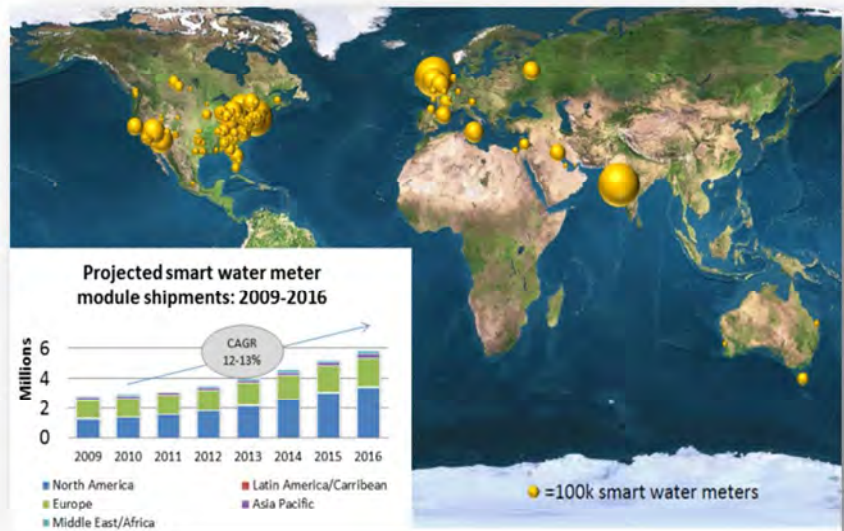 Projected smart water meter
module shipments: 2009-2016
Millions
6
4
2
0
CAGR
12-13%
2009 2010 2011 2012 2013 2014 2015 2016
North America
Latin America/Carribean
Europe
Asia Pacific
Middle East/Africa
=100k smart water meters